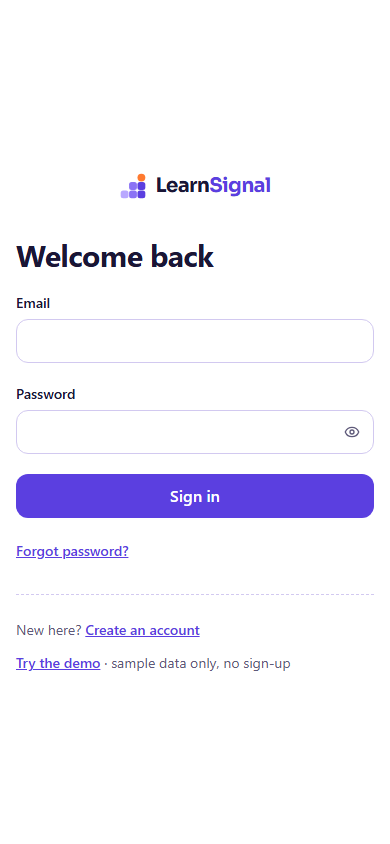 LearnSignal
Welcome back
Email
Password
Sign in
Forgot password?
New here? Create an account
Try the demo · sample data only, no sign-up